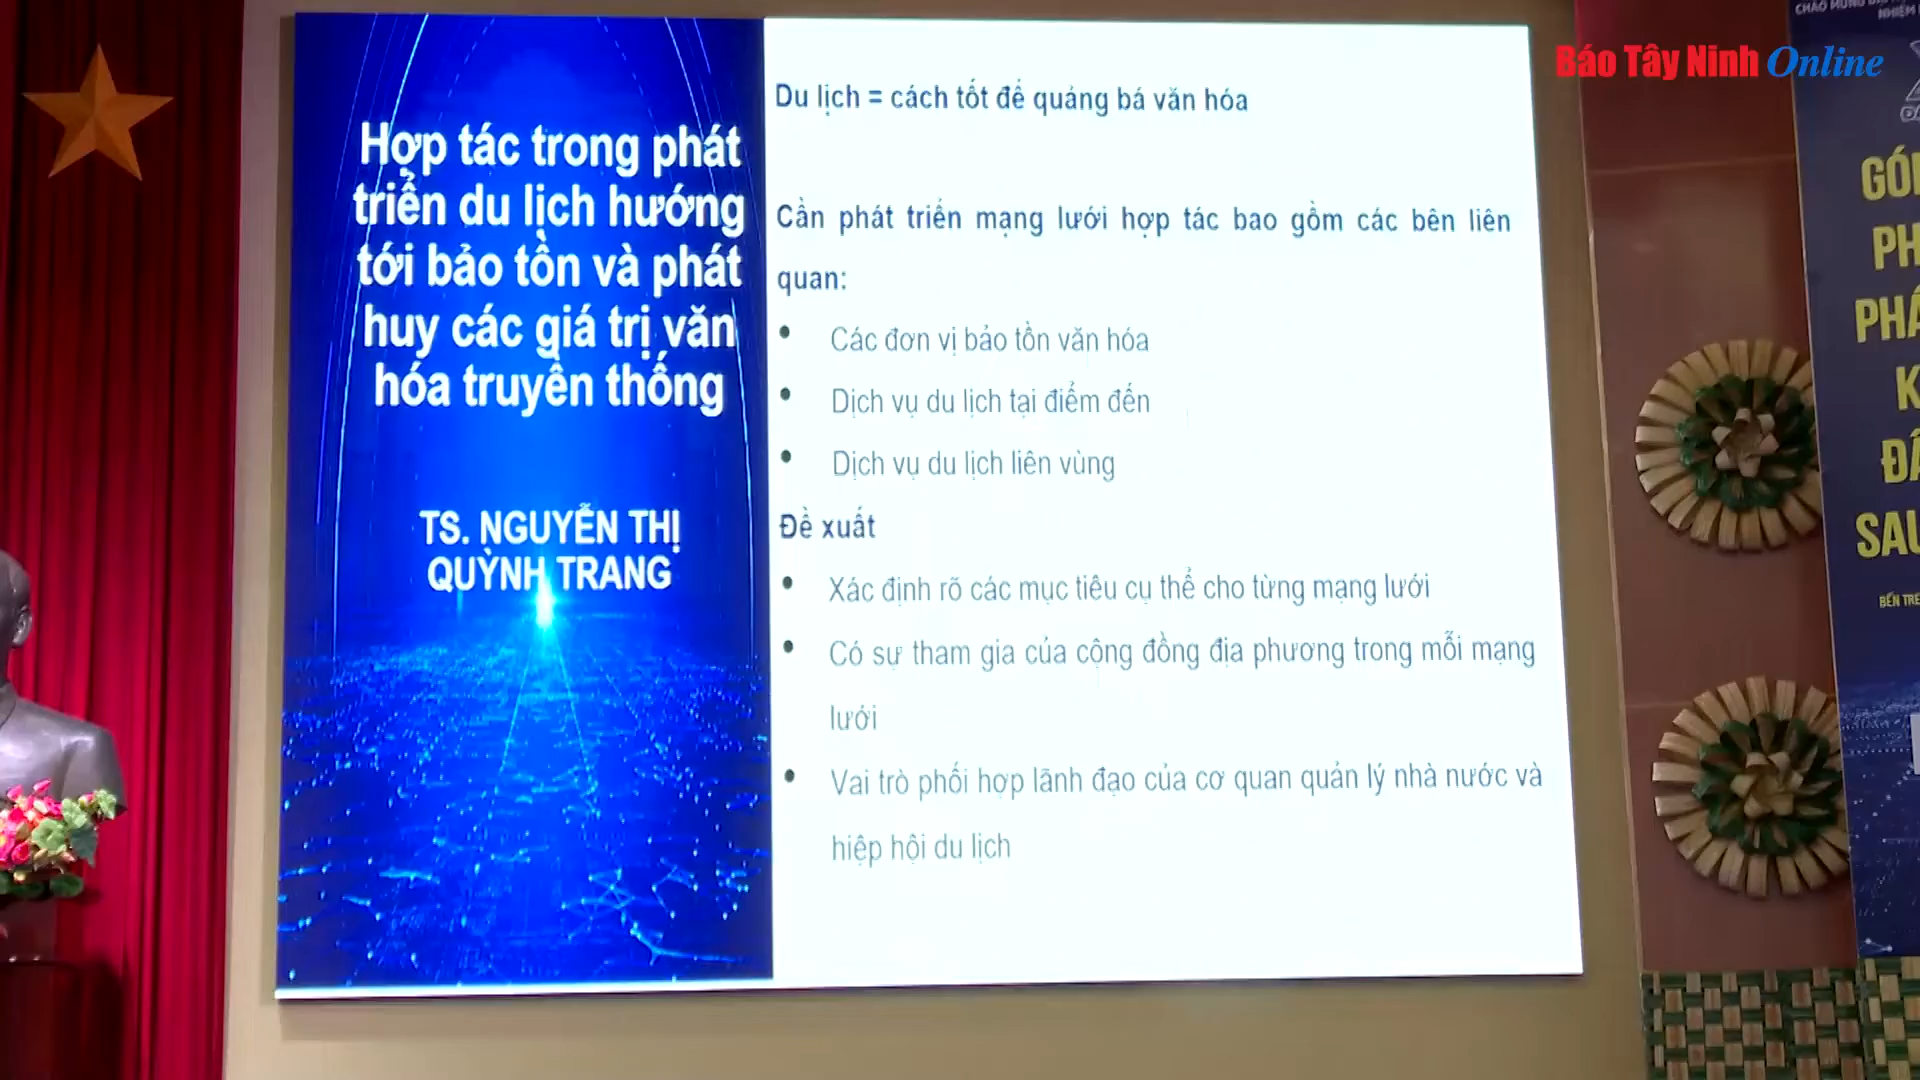 Báo Tây Ninh Online
Hợp tác trong phát
triển du lịch hướng
tới bảo tồn và phát
huy các giá trị văn
hóa truyền thống
TS. NGUYỄN THỊ
QUỲNH TRANG
Du lịch = cách tốt để quảng bá văn hóa
Cần phát triển mạng lưới hợp tác bao gồm các bên liên
quan:
• Các đơn vị bảo tồn văn hóa
• Dịch vụ du lịch tại điểm đến
• Dịch vụ du lịch liên vùng
Đề xuất
• Xác định rõ các mục tiêu cụ thể cho từng mạng lưới
• Có sự tham gia của cộng đồng địa phương trong mỗi mạng
lưới
• Vai trò phối hợp lãnh đạo của cơ quan quản lý nhà nước và
hiệp hội du lịch
NHIỆM
PH
K
SAU
BẾN TRE